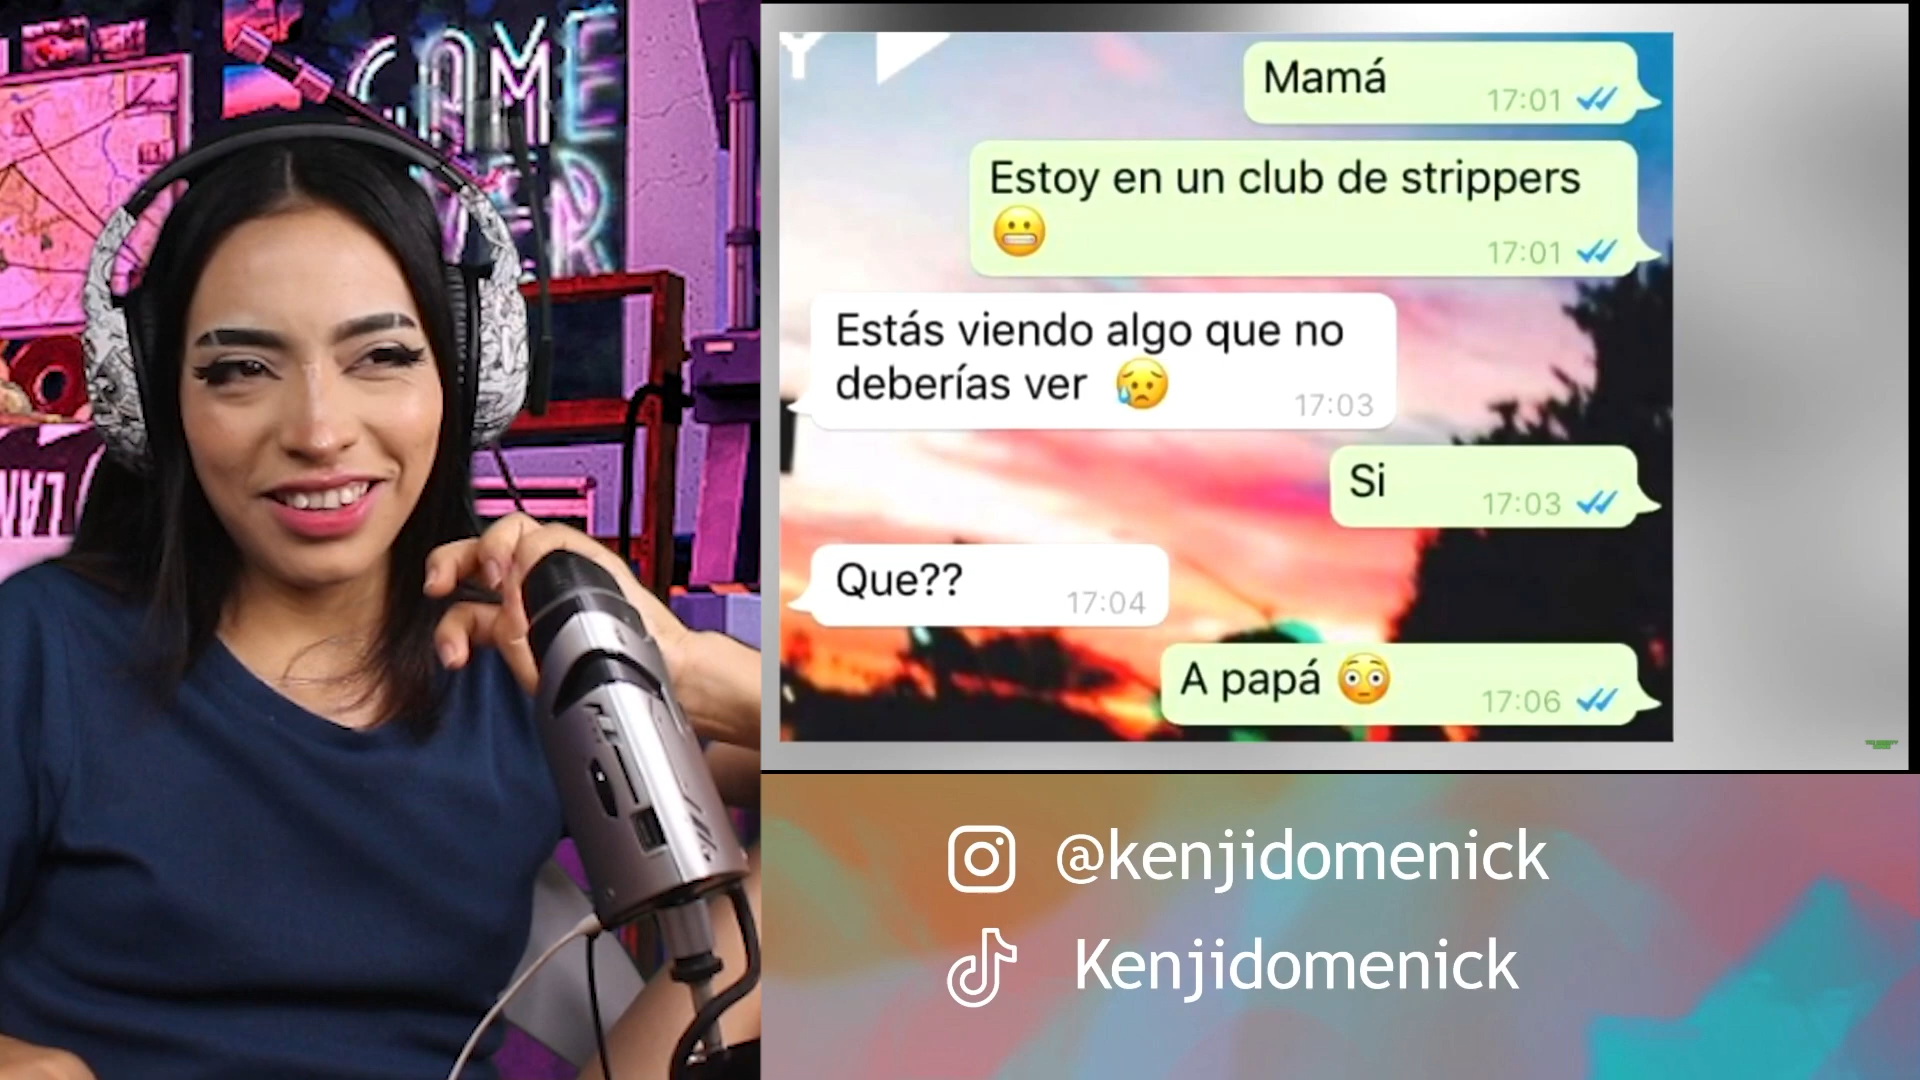 GAME
Mamá
17:01
Estoy en un club de strippers
😬
17:01
Estás viendo algo que no
deberías ver 😥
17:03
Si
17:03
Que??
17:04
A papá 😳
17:06
@kenjidomenick
Kenjidomenick